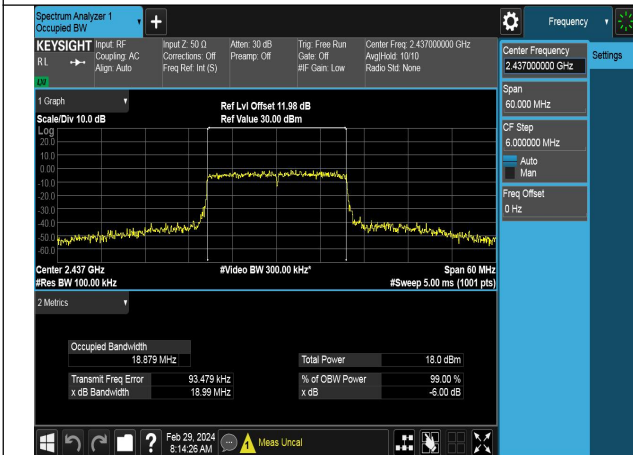 Spectrum Analyzer 1
Occupied BW
Frequency
KEYSIGHT
R L
Input: RF
Coupling: AC
Align: Auto
Input Z: 50 Ω
Corrections: Off
Freq Ref: Int (S)
Atten: 30 dB
Preamp: Off
Trig: Free Run
Gate: Off
#IF Gain: Low
Center Freq: 2.437000000 GHz
Avg|Hold: 10/10
Radio Std: None
Center Frequency
2.437000000 GHz
Settings
Span
60.000 MHz
CF Step
6.000000 MHz
Auto
Man
Freq Offset
0 Hz
1 Graph
Scale/Div 10.0 dB
Ref Lvl Offset 11.98 dB
Ref Value 30.00 dBm
Log
20.0
10.0
0.00
-10.0
-20.0
-30.0
-40.0
-50.0
-60.0
Center 2.437 GHz
#Video BW 300.00 kHz*
Span 60 MHz
#Res BW 100.00 kHz
#Sweep 5.00 ms (1001 pts)
2 Metrics
Occupied Bandwidth
18.879 MHz
Total Power 18.0 dBm
Transmit Freq Error 93.479 kHz
% of OBW Power 99.00 %
x dB Bandwidth 18.99 MHz
x dB -6.00 dB
?
Feb 29, 2024
8:14:26 AM
1
Meas Uncal